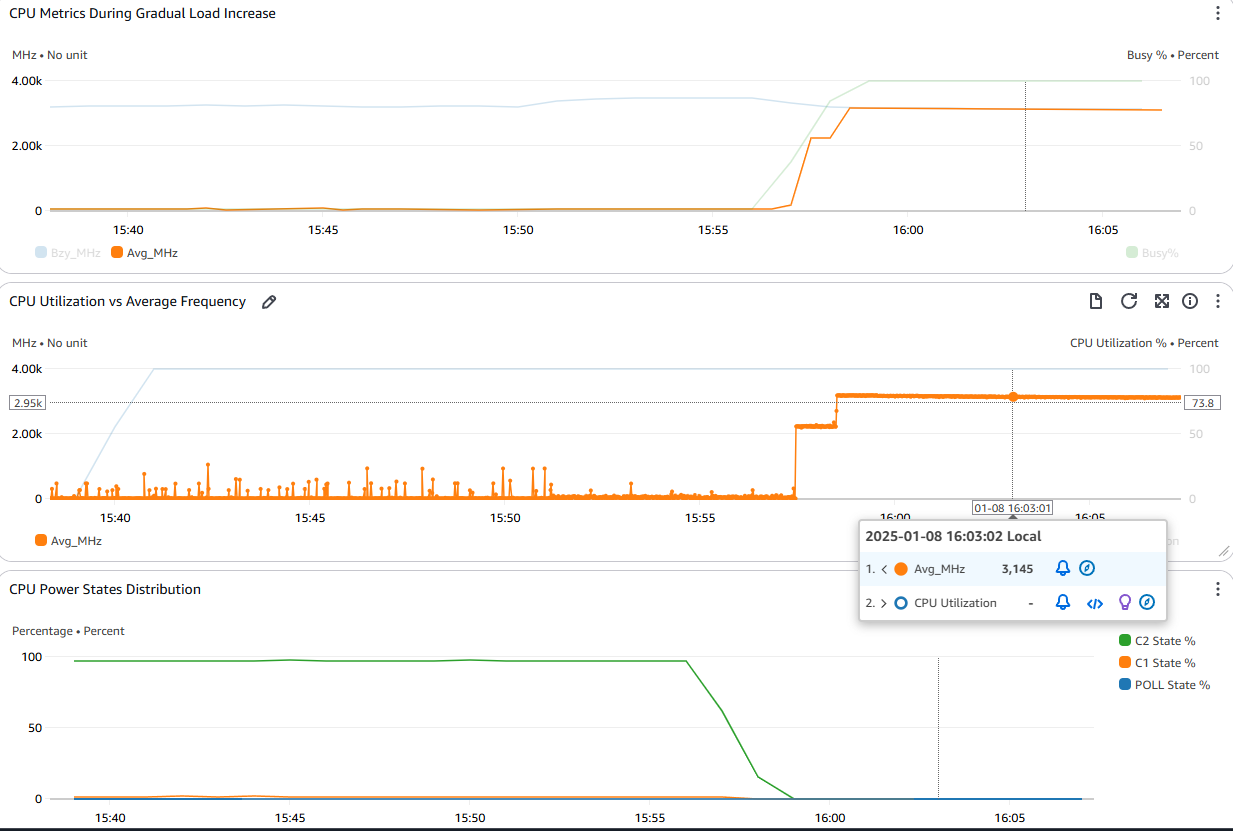 CPU Metrics During Gradual Load Increase
MHz • No unit
Busy % • Percent
4.00k
100
2.00k
50
0
0
15:40 15:45 15:50 15:55 16:00 16:05
Bzy_MHz Avg_MHz
Busy%
CPU Utilization vs Average Frequency
MHz • No unit
CPU Utilization % • Percent
4.00k
100
2.95k
73.8
2.00k
50
0
0
01-08 16:03:01
15:40 15:45 15:50 15:55 16:00 16:05
Avg_MHz
2025-01-08 16:03:02 Local
1. < Avg_MHz 3,145
2. > CPU Utilization -
CPU Power States Distribution
Percentage • Percent
100
50
0
15:40 15:45 15:50 15:55 16:00 16:05
C2 State %
C1 State %
POLL State %